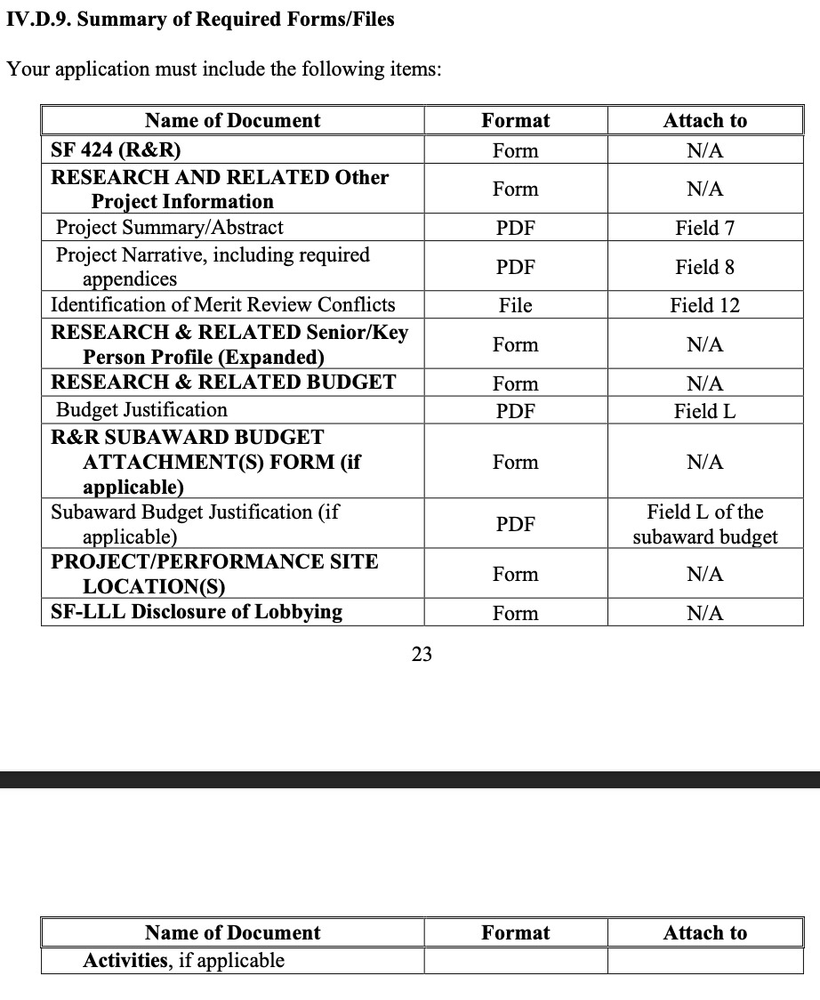 IV.D.9. Summary of Required Forms/Files
Your application must include the following items:
Name of Document Format Attach to
SF 424 (R&R) Form N/A
RESEARCH AND RELATED Other
Project Information Form N/A
Project Summary/Abstract PDF Field 7
Project Narrative, including required
appendices PDF Field 8
Identification of Merit Review Conflicts File Field 12
RESEARCH & RELATED Senior/Key
Person Profile (Expanded) Form N/A
RESEARCH & RELATED BUDGET Form N/A
Budget Justification PDF Field L
R&R SUBAWARD BUDGET
ATTACHMENT(S) FORM (if Form N/A
applicable)
Subaward Budget Justification (if
applicable) PDF Field L of the
subaward budget
PROJECT/PERFORMANCE SITE
LOCATION(S) Form N/A
SF-LLL Disclosure of Lobbying Form N/A
23
Name of Document Format Attach to
Activities, if applicable